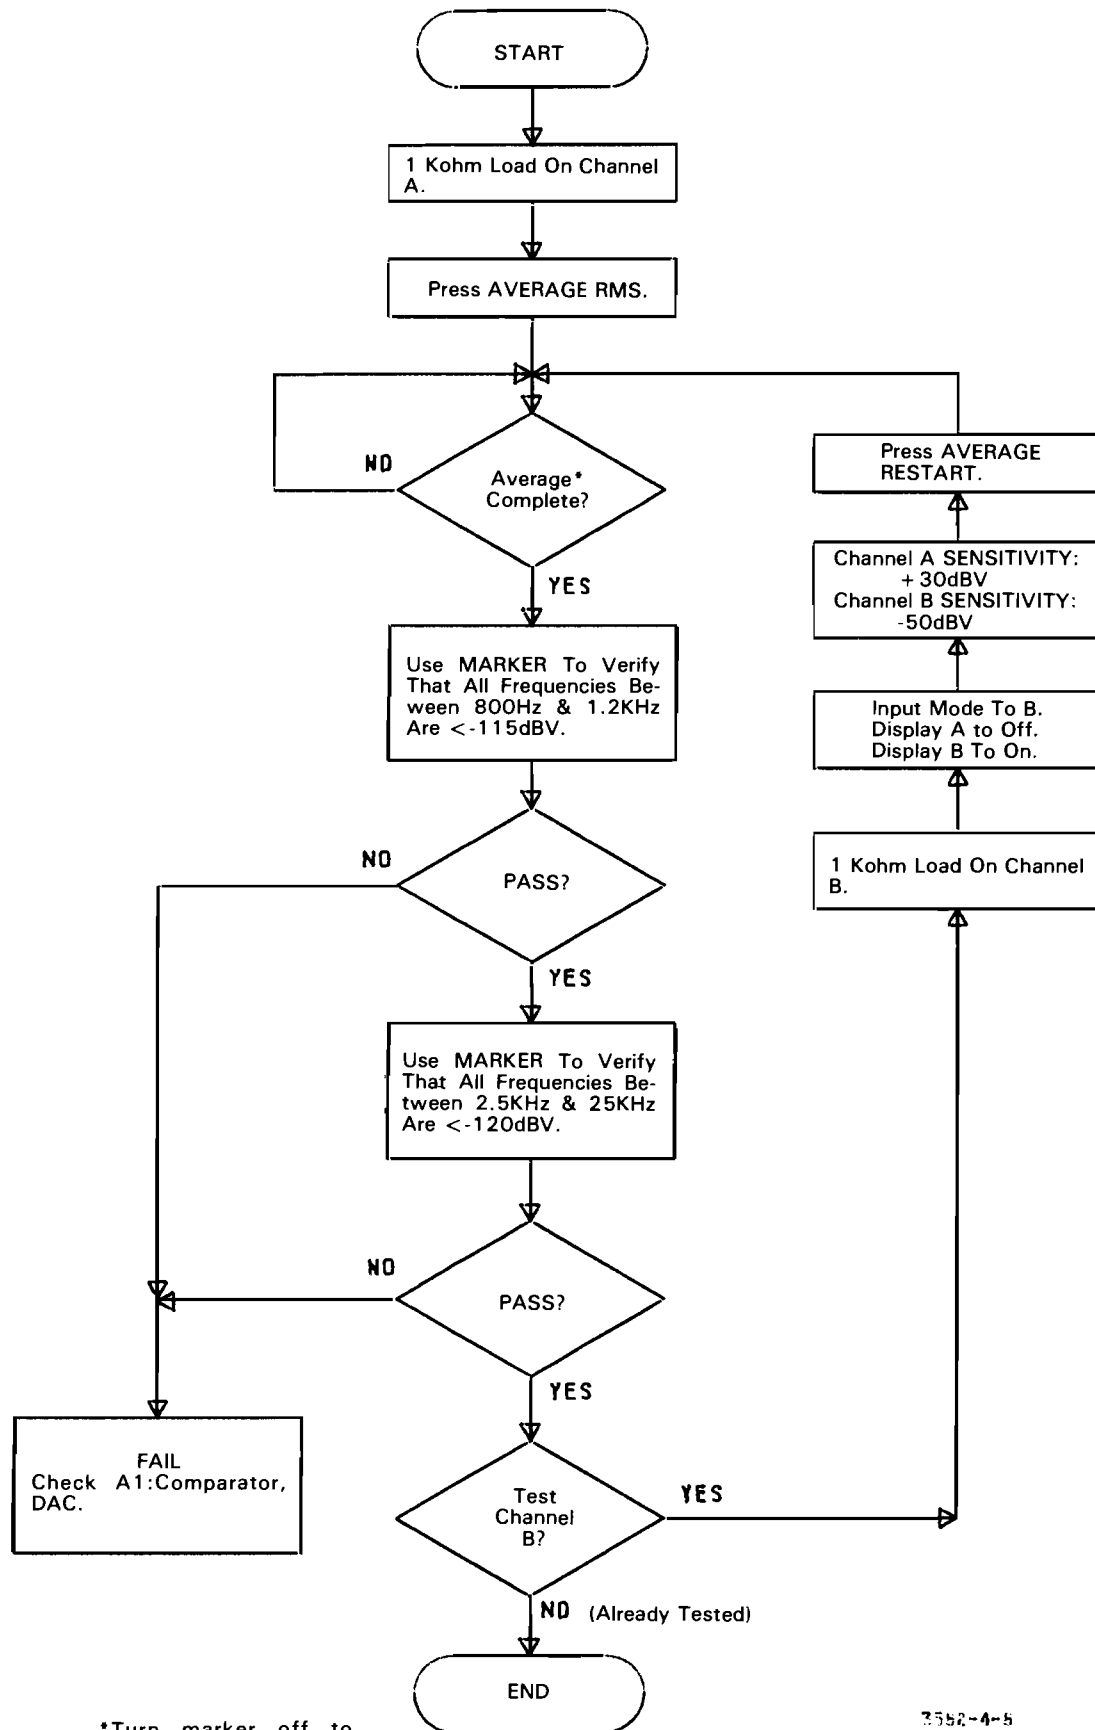 START
1 Kohm Load On Channel
A.
Press AVERAGE RMS.
NO
Average*
Complete?
YES
Use MARKER To Verify
That All Frequencies Be-
tween 800Hz & 1.2KHz
Are <-115dBV.
NO
PASS?
YES
Use MARKER To Verify
That All Frequencies Be-
tween 2.5KHz & 25KHz
Are <-120dBV.
NO
PASS?
YES
FAIL
Check A1:Comparator,
DAC.
Test
Channel
B?
YES
NO (Already Tested)
END
Press AVERAGE
RESTART.
Channel A SENSITIVITY:
+30dBV
Channel B SENSITIVITY:
-50dBV
Input Mode To B.
Display A to Off.
Display B To On.
1 Kohm Load On Channel
B.
*Turn marker off to